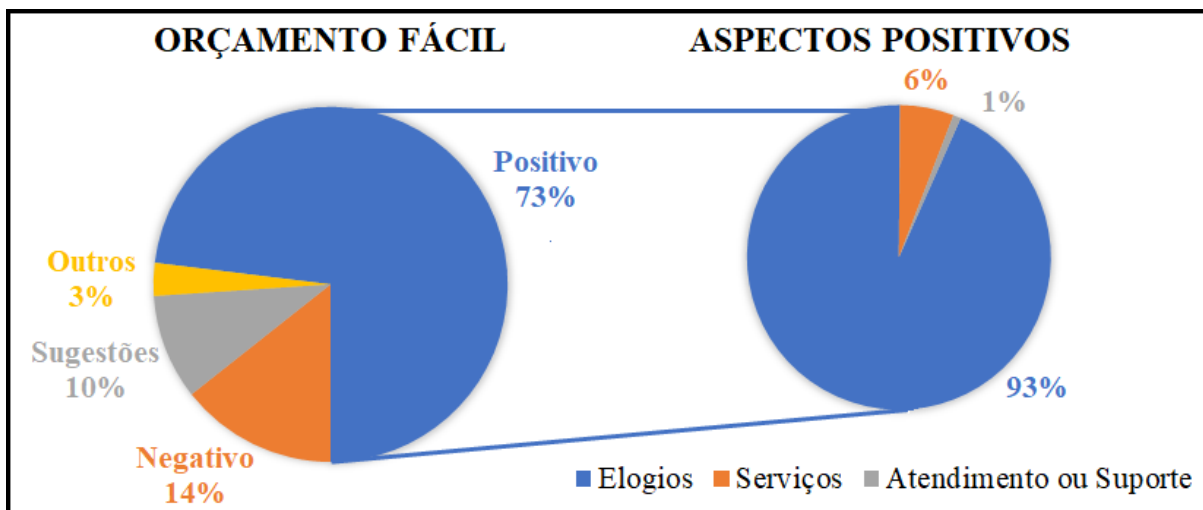 ORÇAMENTO FÁCIL
Positivo
73%
Outros
3%
Sugestões
10%
Negativo
14%
ASPECTOS POSITIVOS
6%
1%
93%
Elogios
Serviços
Atendimento ou Suporte